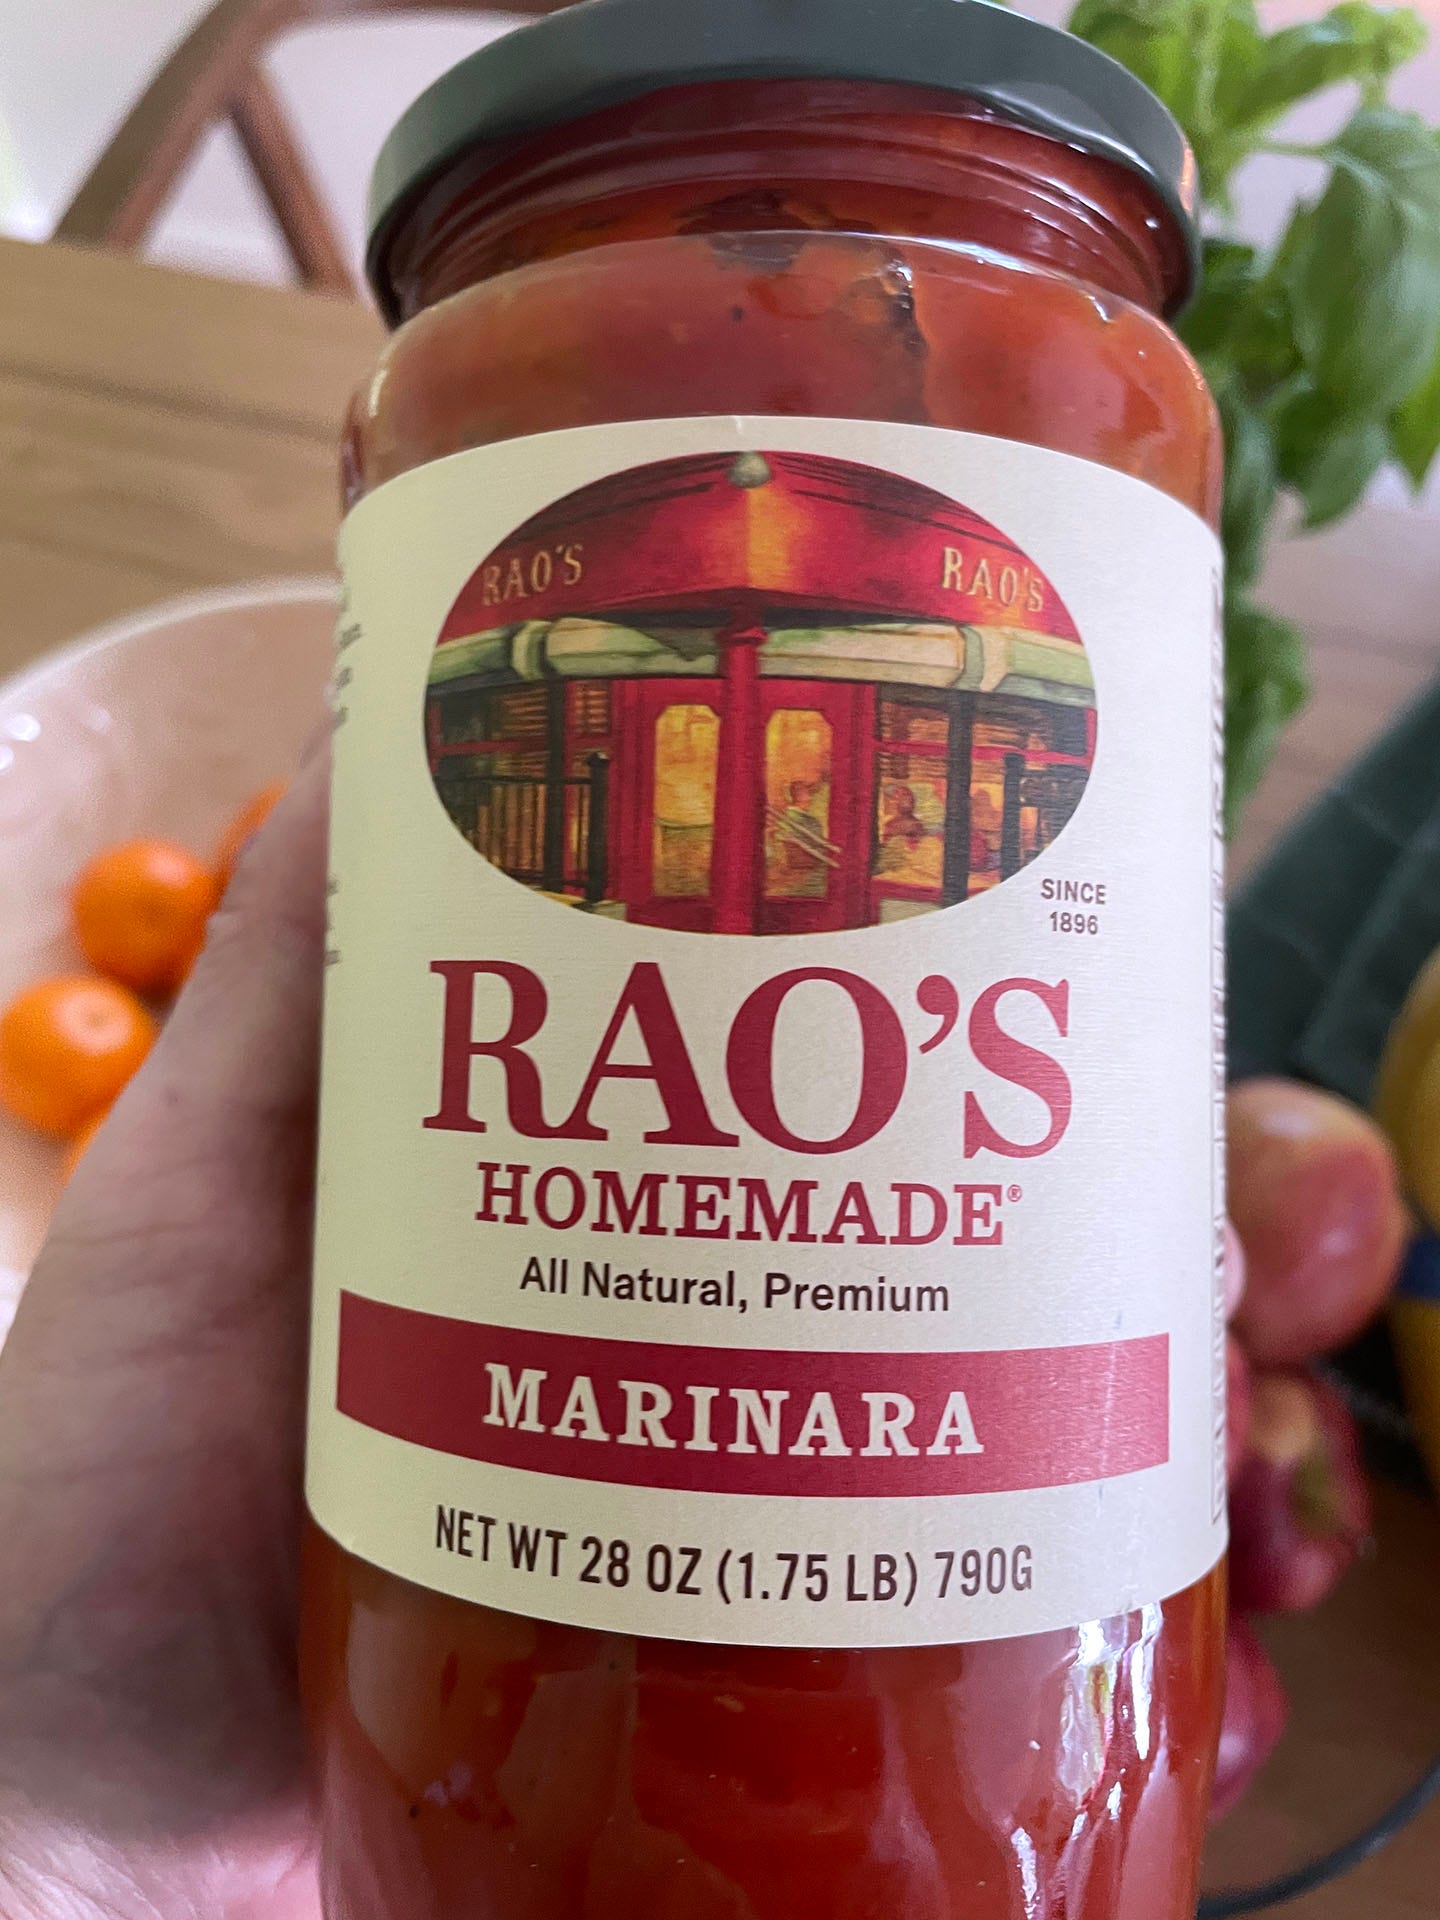 RAO'S RAO'S
SINCE
1896
RAO'S
HOMEMADE®
All Natural, Premium
MARINARA
NET WT 28 OZ (1.75 LB) 790G